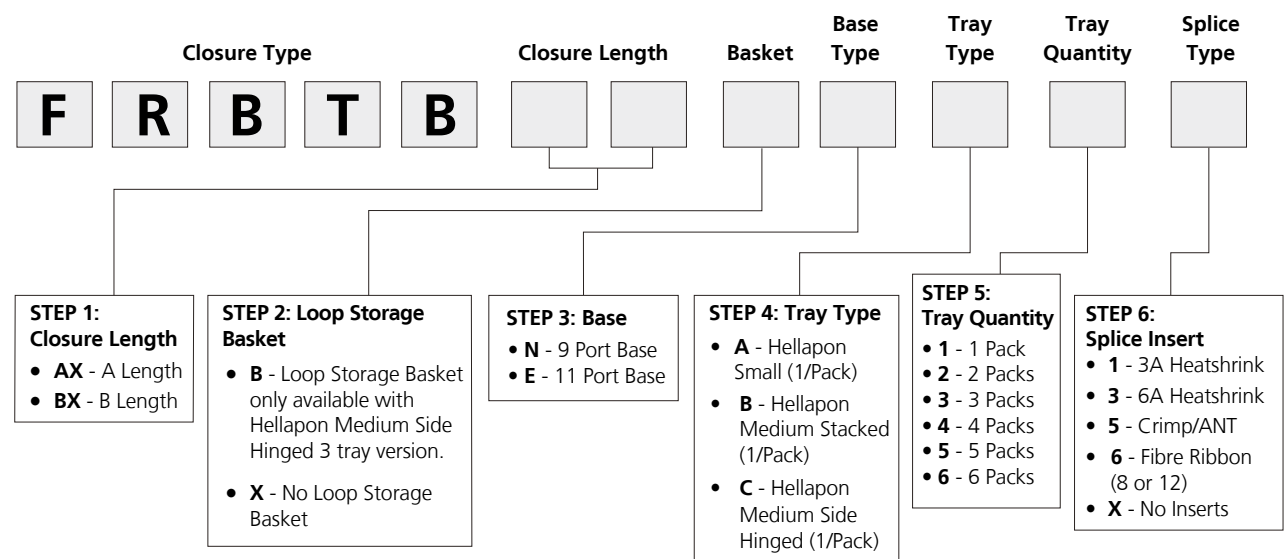 Closure Type
Closure Length
Basket
Base
Type
Tray
Type
Tray
Quantity
Splice
Type
F R B T B
STEP 1:
Closure Length
• AX - A Length
• BX - B Length
STEP 2: Loop Storage
Basket
• B - Loop Storage Basket
only available with
Hellapon Medium Side
Hinged 3 tray version.
• X - No Loop Storage
Basket
STEP 3: Base
• N - 9 Port Base
• E - 11 Port Base
STEP 4: Tray Type
• A - Hellapon
Small (1/Pack)
• B - Hellapon
Medium Stacked
(1/Pack)
• C - Hellapon
Medium Side
Hinged (1/Pack)
STEP 5:
Tray Quantity
• 1 - 1 Pack
• 2 - 2 Packs
• 3 - 3 Packs
• 4 - 4 Packs
• 5 - 5 Packs
• 6 - 6 Packs
STEP 6:
Splice Insert
• 1 - 3A Heatshrink
• 3 - 6A Heatshrink
• 5 - Crimp/ANT
• 6 - Fibre Ribbon
(8 or 12)
• X - No Inserts